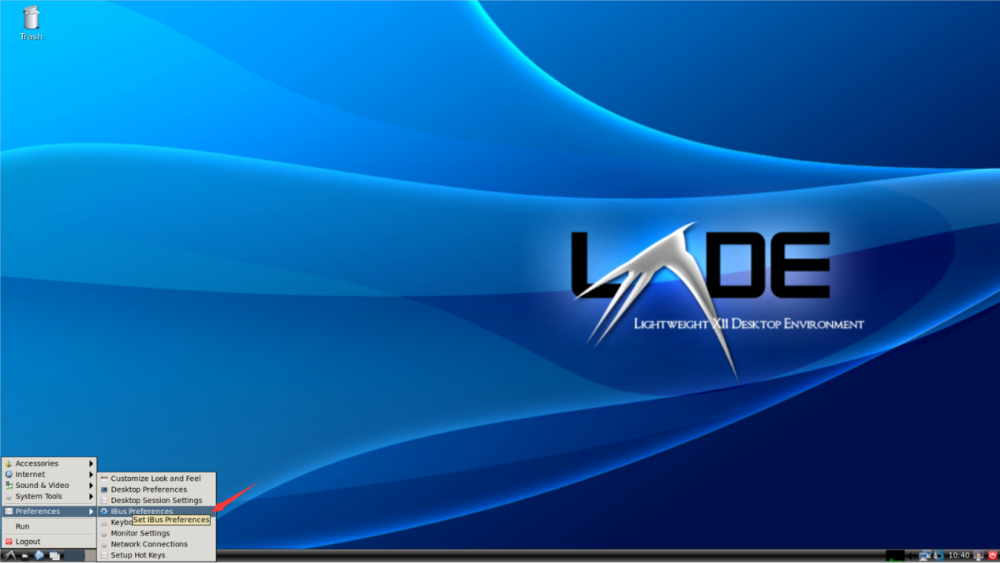 Trash
LXDE
Lightweight X11 Desktop Environment
Accessories
Internet
Sound & Video
System Tools
Preferences
Run
Logout
Customize Look and Feel
Desktop Preferences
Desktop Session Settings
IBus Preferences
Set IBus Preferences
Monitor Settings
Network Connections
Setup Hot Keys
10:40